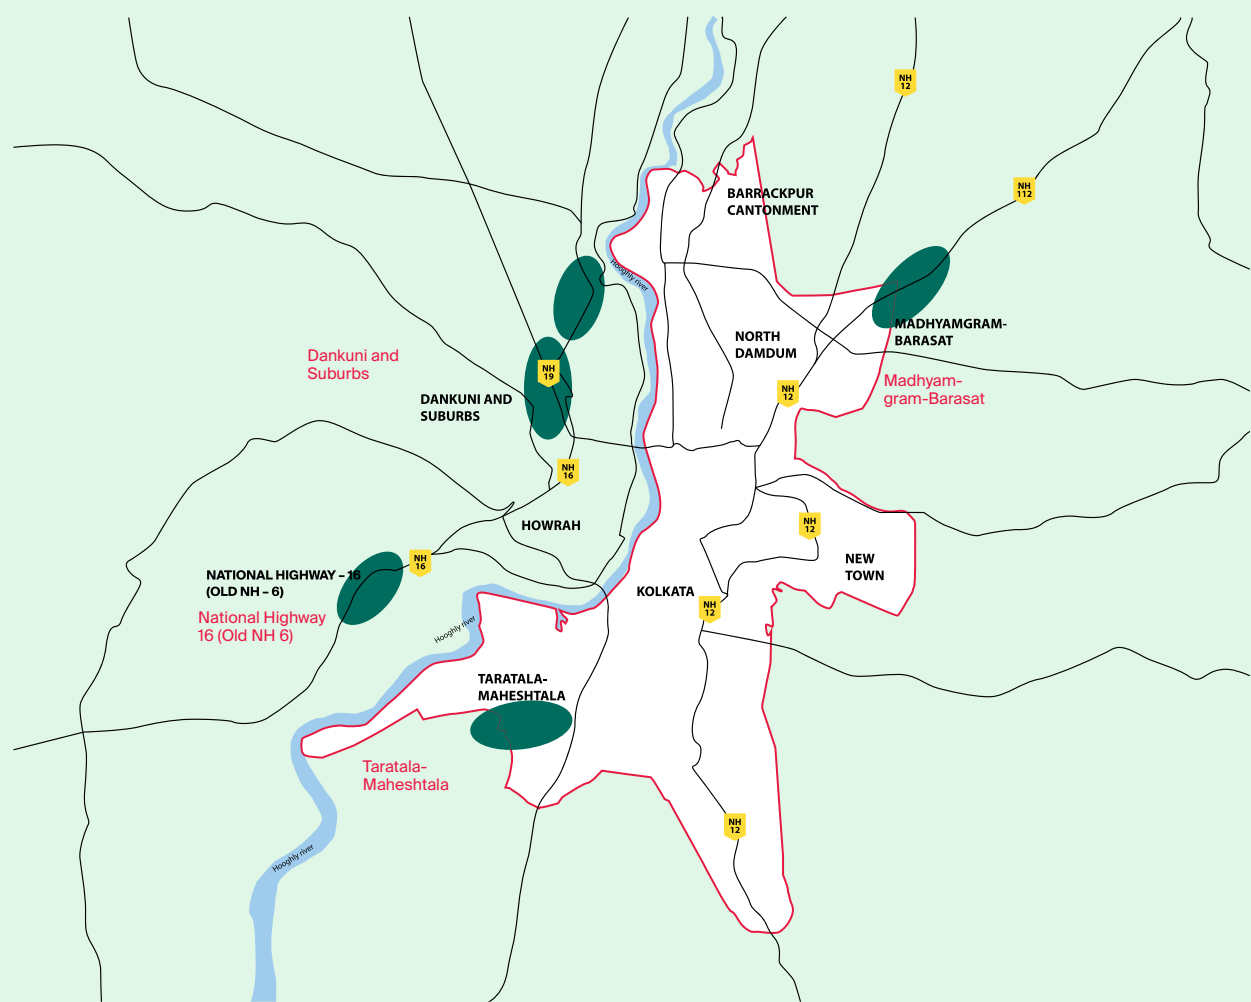 NH
12
NH
112
BARRACKPUR
CANTONMENT
Hooghly river
MADHYAMGRAM-
BARASAT
NORTH
DAMDUM
Dankuni and
Suburbs
NH
19
Madhyam-
gram-Barasat
NH
12
DANKUNI AND
SUBURBS
NH
16
HOWRAH
NH
12
NH
16
NEW
TOWN
NATIONAL HIGHWAY – 16
(OLD NH – 6)
KOLKATA
NH
12
National Highway
16 (Old NH 6)
Hooghly river
TARATALA-
MAHESHTALA
Taratala-
Maheshtala
NH
12
Hooghly river